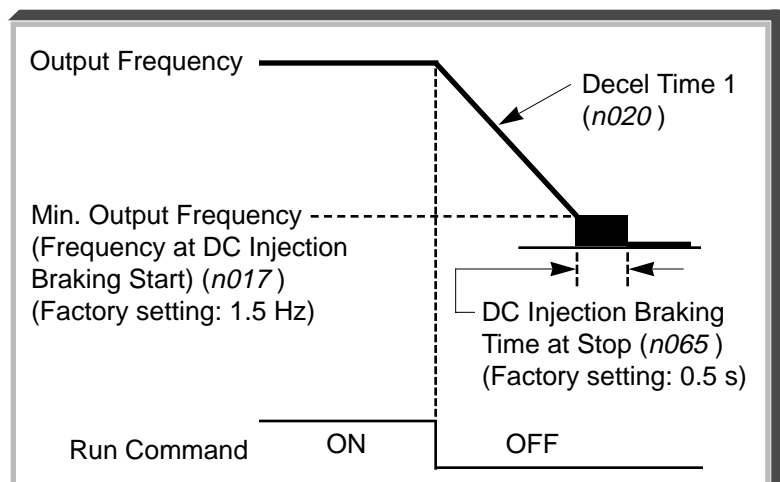 Output Frequency
Decel Time 1
(n020 )
Min. Output Frequency
(Frequency at DC Injection
Braking Start) (n017 )
(Factory setting: 1.5 Hz)
DC Injection Braking
Time at Stop (n065 )
(Factory setting: 0.5 s)
Run Command
ON
OFF